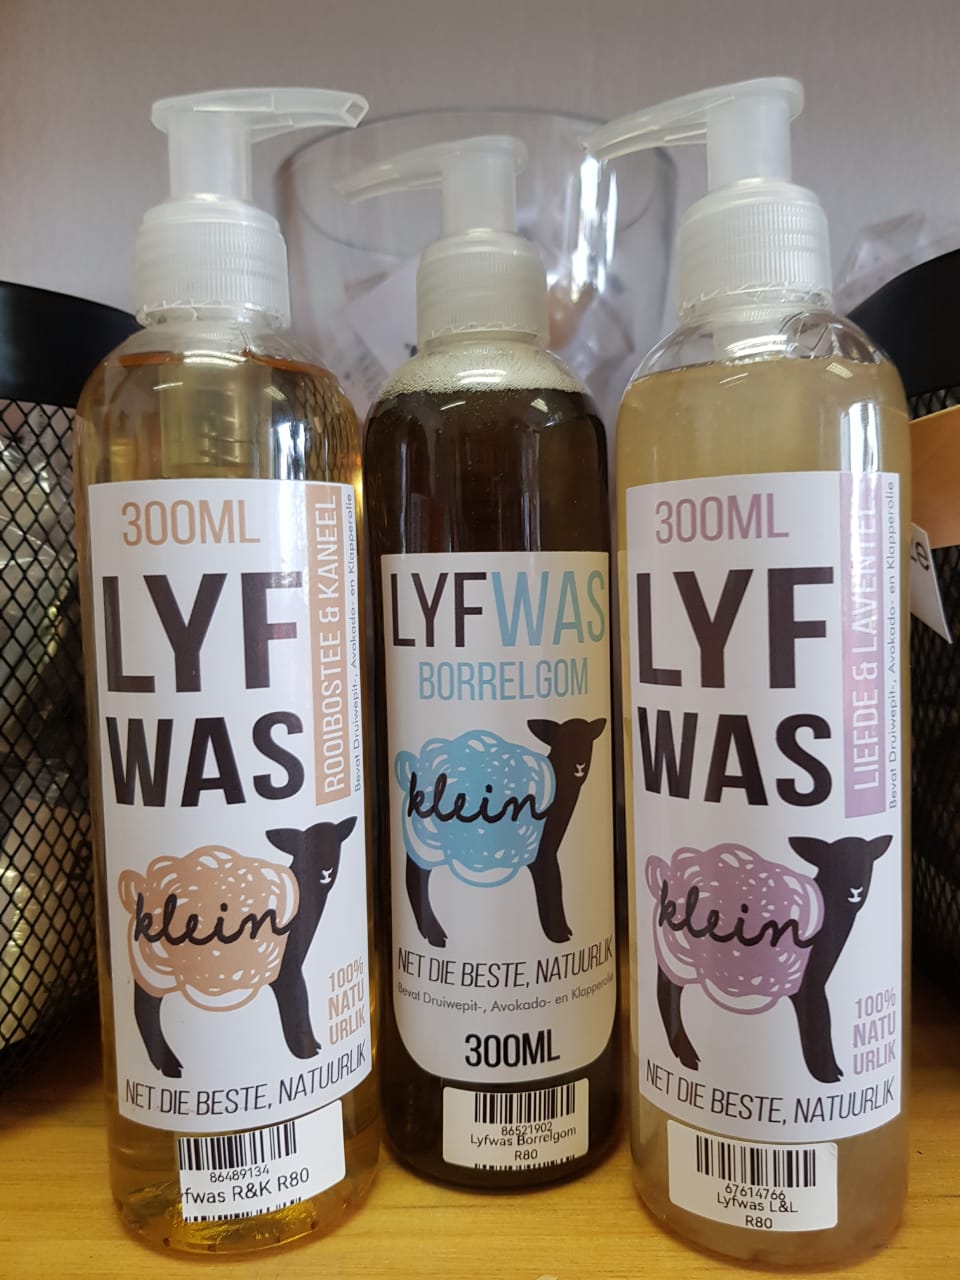 300ML
LYF
WAS
ROOIBOSTEE & KANEEL
Bevat Druiwepit-, Avokado- en Klapperolie
klein
100%
NATU
URLIK
NET DIE BESTE, NATUURLIK
86489134
fwas R&K R80
LYFWAS
BORRELGOM
klein
NET DIE BESTE, NATUURLIK
Bevat Druiwepit-, Avokado- en Klapperolie
300ML
86521902
Lyfwas Borrelgom
R80
300ML
LYF
WAS
LIEFDE & LAVENTEL
Bevat Druiwepit-, Avokado- en Klapperolie
klein
100%
NATU
URLIK
NET DIE BESTE, NATUURLIK
67614766
Lyfwas L&L
R80